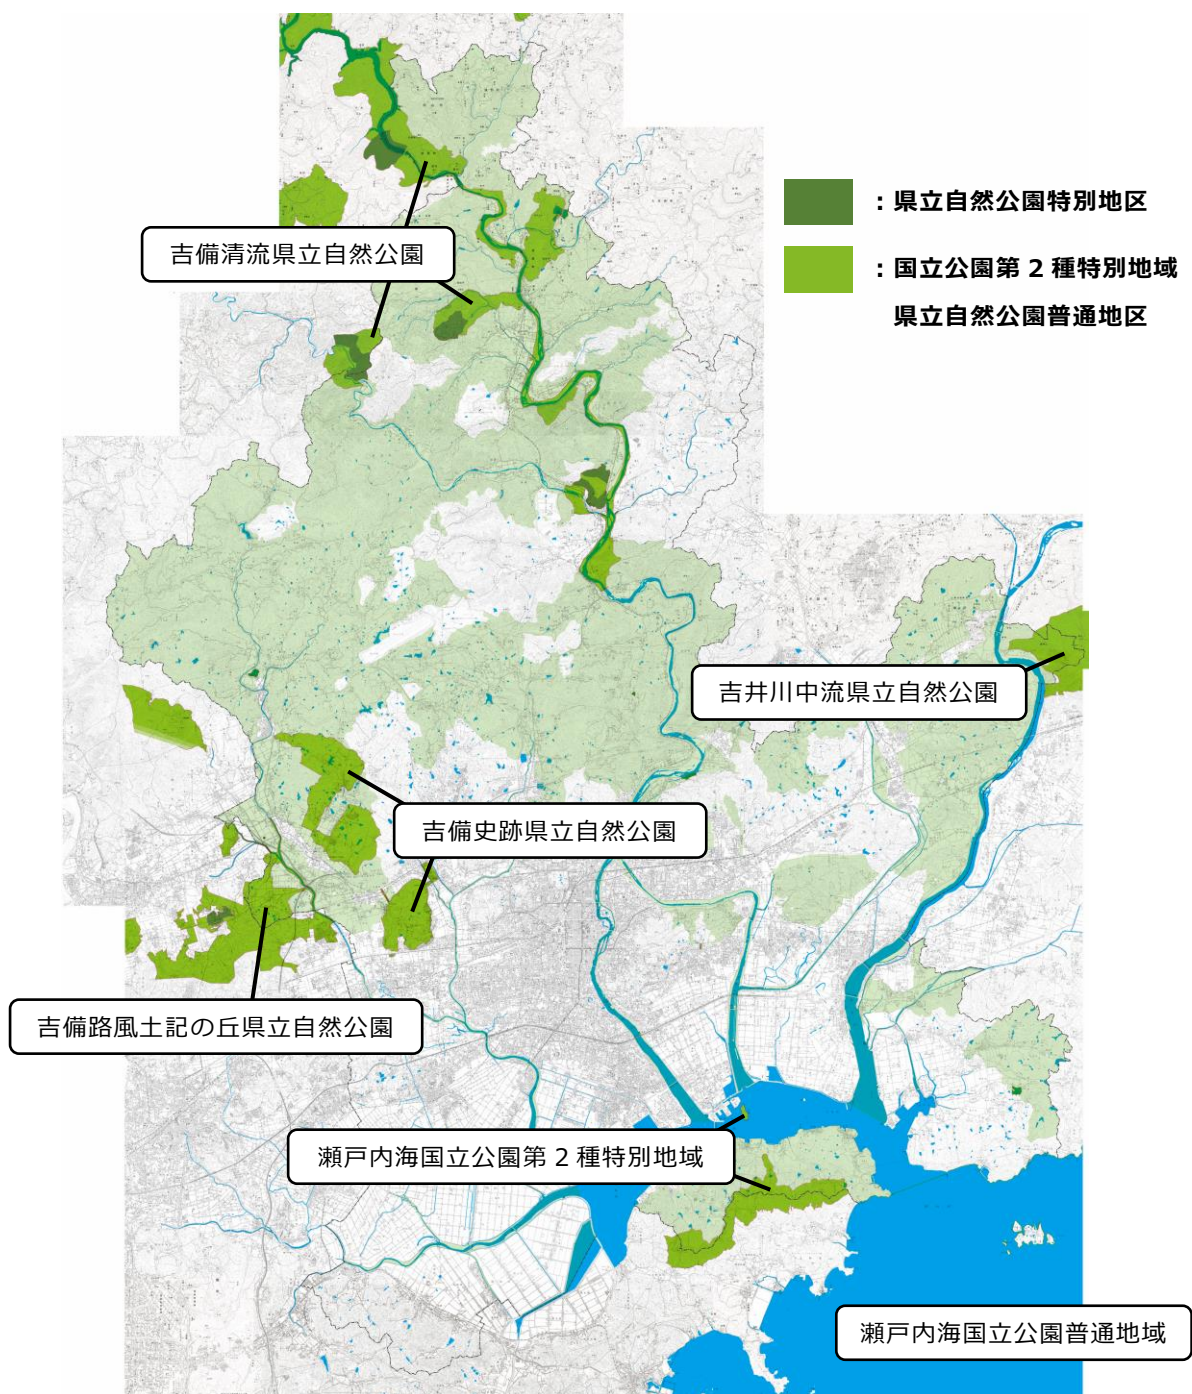 ：県立自然公園特別地区
：国立公園第２種特別地域
県立自然公園普通地区
吉備清流県立自然公園
吉井川中流県立自然公園
吉備史跡県立自然公園
吉備路風土記の丘県立自然公園
瀬戸内海国立公園第２種特別地域
瀬戸内海国立公園普通地域